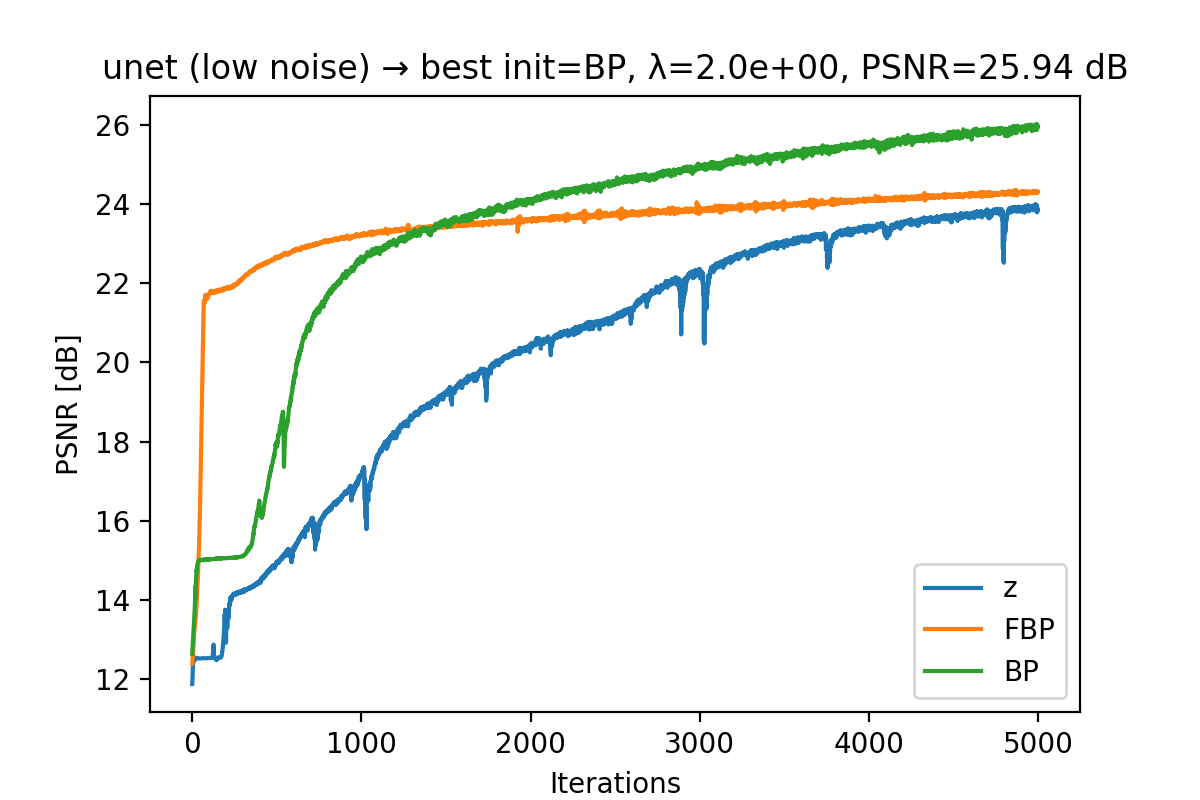 unet (low noise) → best init=BP, λ=2.0e+00, PSNR=25.94 dB
PSNR [dB]
26
24
22
20
18
16
14
12
z
FBP
BP
0 1000 2000 3000 4000 5000
Iterations